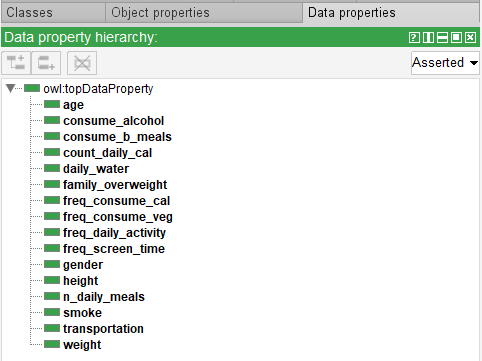 Classes Object properties Data properties
Data property hierarchy:
Asserted
owl:topDataProperty
age
consume_alcohol
consume_b_meals
count_daily_cal
daily_water
family_overweight
freq_consume_cal
freq_consume_veg
freq_daily_activity
freq_screen_time
gender
height
n_daily_meals
smoke
transportation
weight